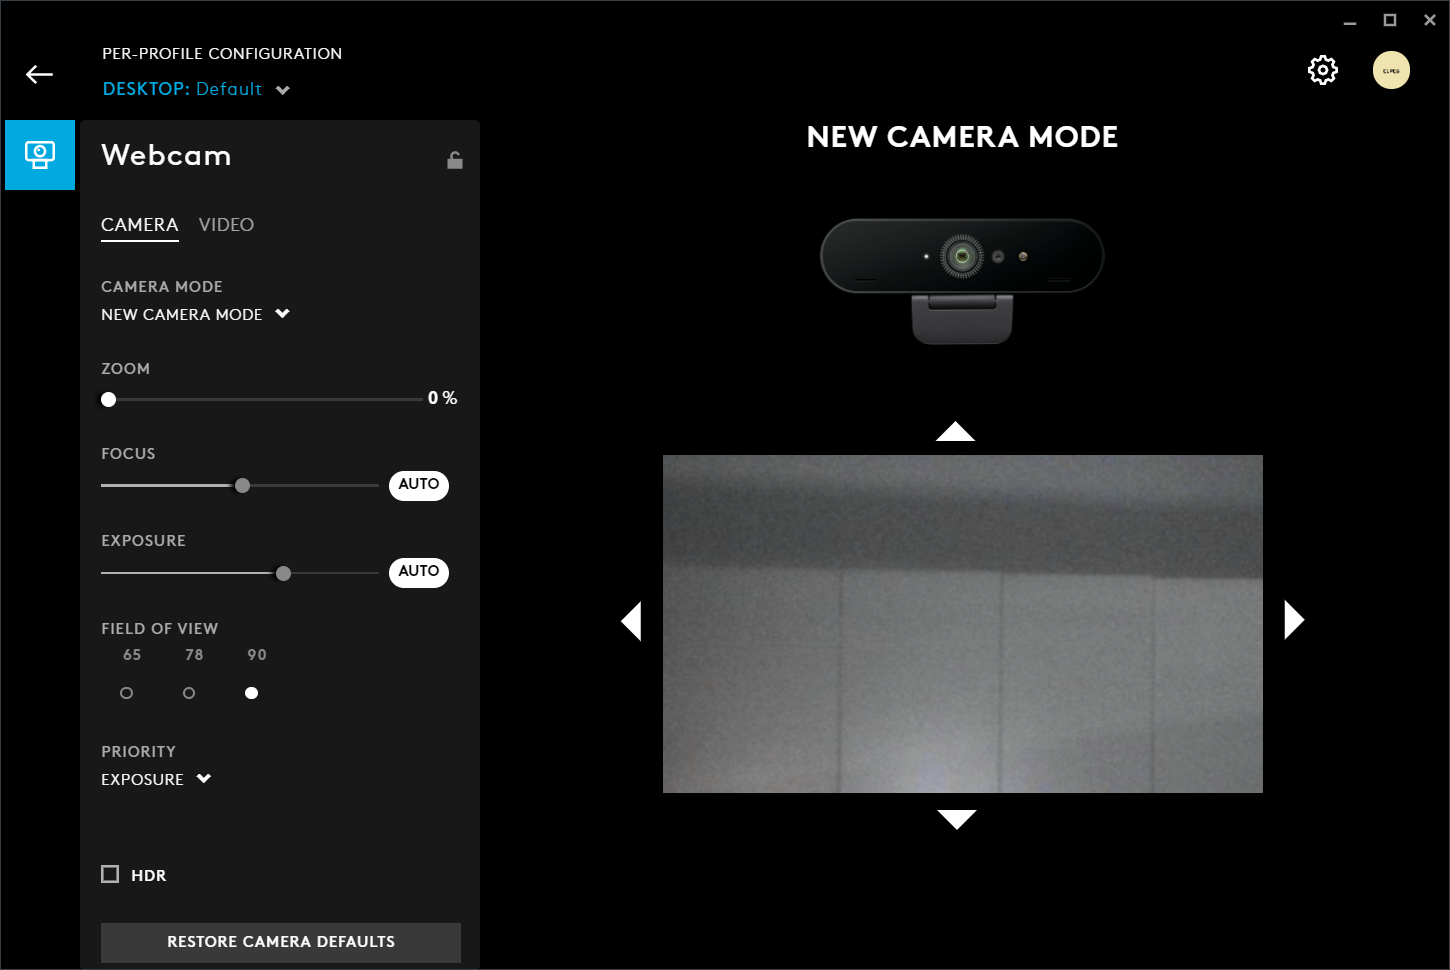 PER-PROFILE CONFIGURATION
DESKTOP: Default
Webcam
CAMERA VIDEO
CAMERA MODE
NEW CAMERA MODE
ZOOM
0 %
FOCUS
AUTO
EXPOSURE
AUTO
FIELD OF VIEW
65 78 90
PRIORITY
EXPOSURE
HDR
RESTORE CAMERA DEFAULTS
NEW CAMERA MODE